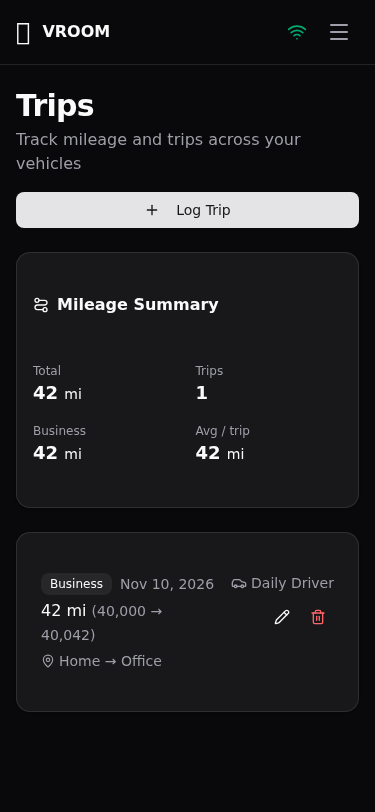 VROOM
Trips
Track mileage and trips across your
vehicles
Log Trip
Mileage Summary
Total
42 mi
Trips
1
Business
42 mi
Avg / trip
42 mi
Business Nov 10, 2026 Daily Driver
42 mi (40,000 →
40,042)
Home → Office